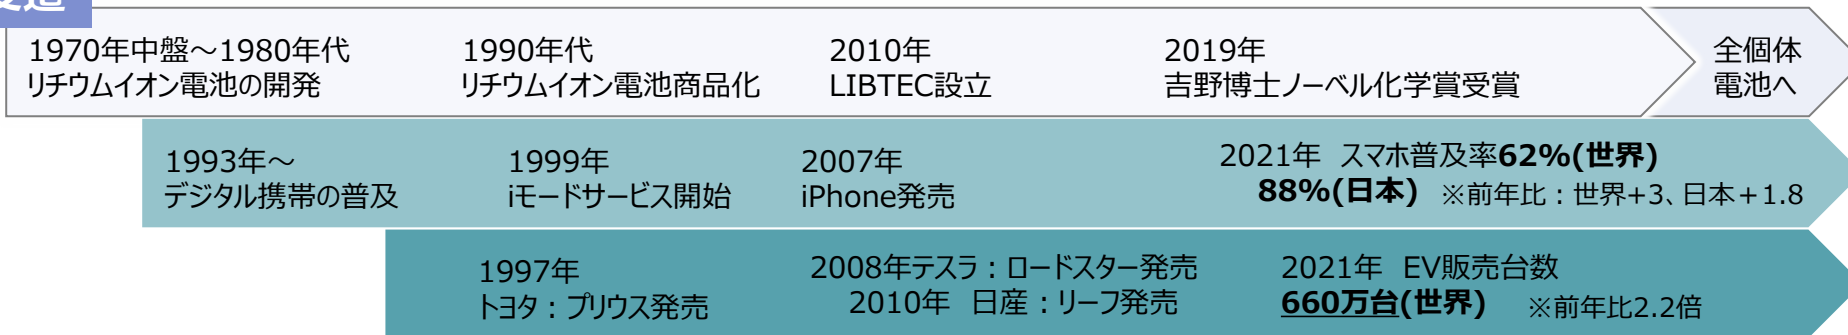 1970年中盤～1980年代
リチウムイオン電池の開発
1990年代
リチウムイオン電池商品化
2010年
LIBTEC設立
2019年
吉野博士ノーベル化学賞受賞
全個体
電池へ
1993年～
デジタル携帯の普及
1999年
iモードサービス開始
2007年
iPhone発売
2021年 スマホ普及率62%(世界)
88%(日本) ※前年比：世界+3、日本＋1.8
1997年
トヨタ：プリウス発売
2008年テスラ：ロードスター発売
2010年 日産：リーフ発売
2021年 EV販売台数
660万台(世界) ※前年比2.2倍